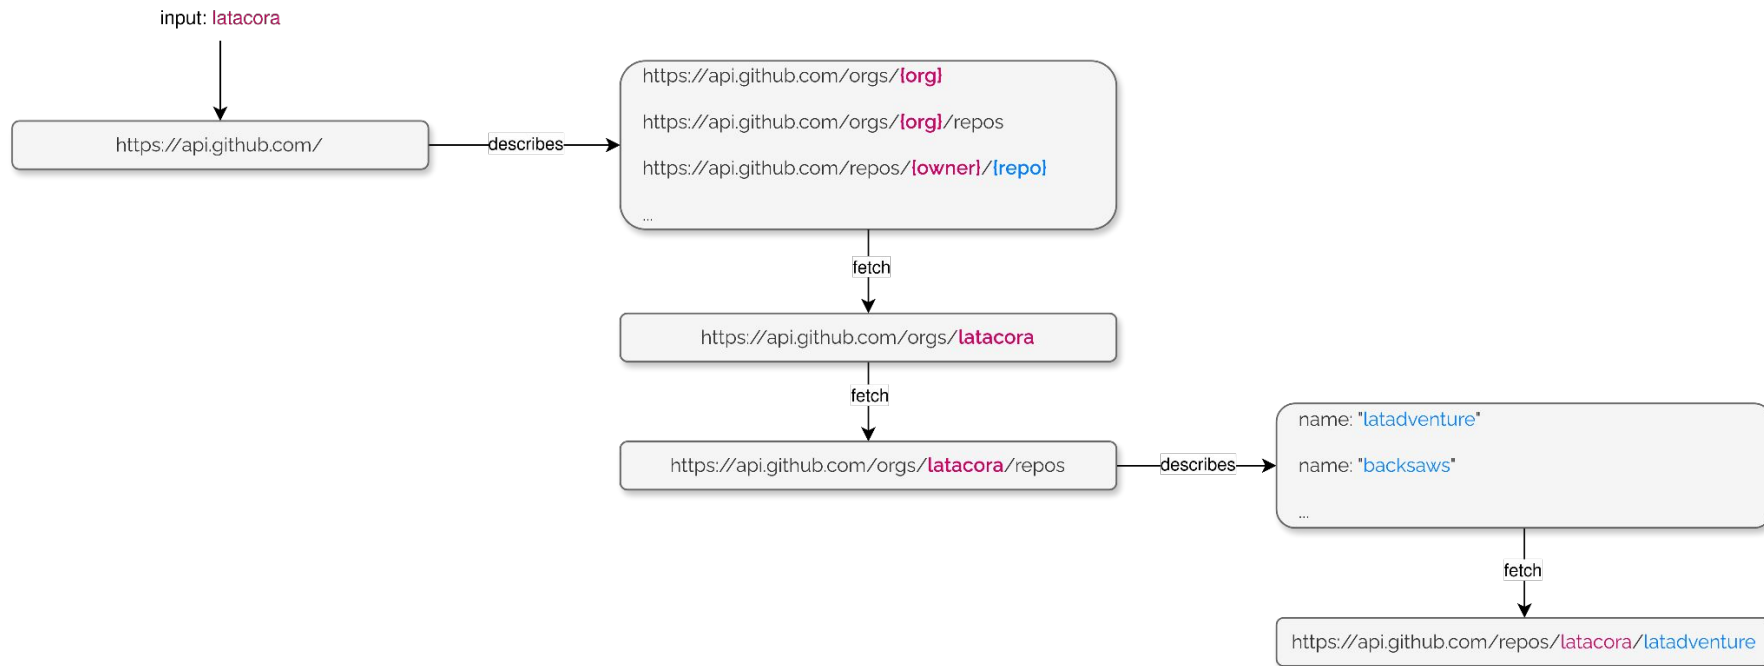 input: latacora
https://api.github.com/
describes
https://api.github.com/orgs/{org}
https://api.github.com/orgs/{org}/repos
https://api.github.com/repos/{owner}/{repo}
...
fetch
https://api.github.com/orgs/latacora
fetch
https://api.github.com/orgs/latacora/repos
describes
name: "latadventure"
name: "backsaws"
...
fetch
https://api.github.com/repos/latacora/latadventure